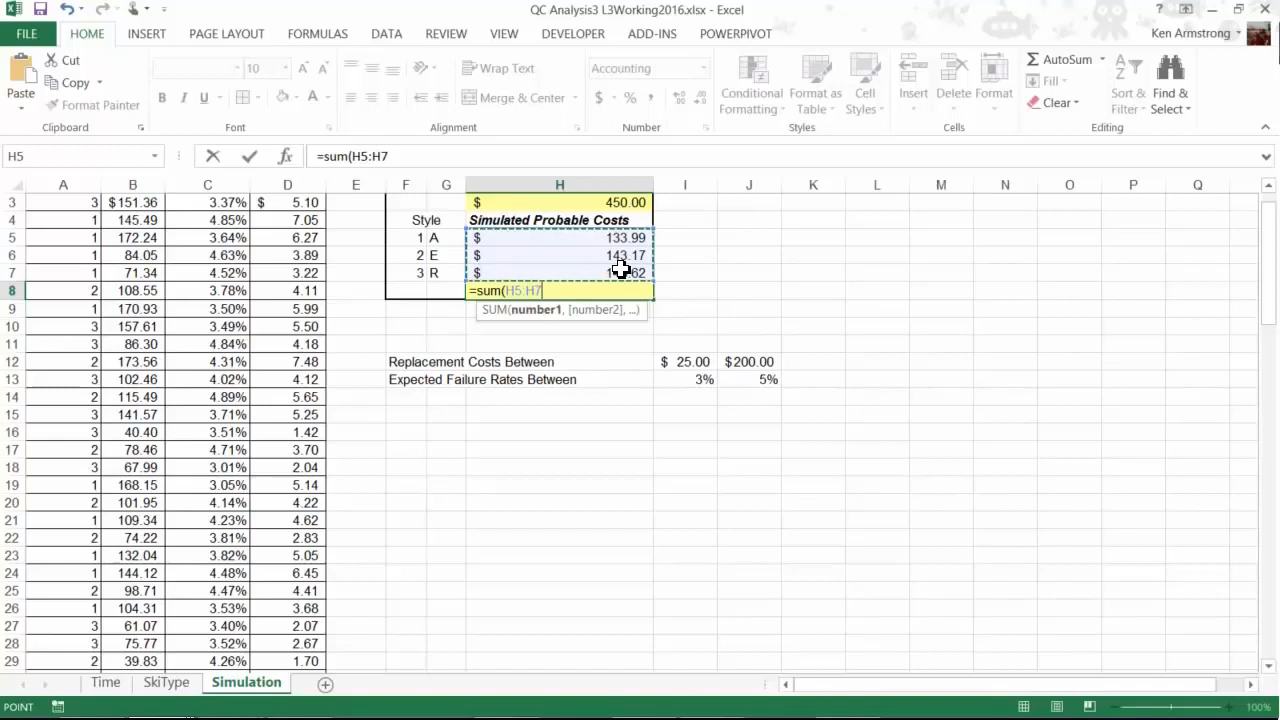 QC Analysis3 L3Working2016.xlsx - Excel
FILE HOME INSERT PAGE LAYOUT FORMULAS DATA REVIEW VIEW DEVELOPER ADD-INS POWERPIVOT Ken Armstrong
Paste Cut Copy Format Painter
10 A A Wrap Text Accounting Conditional Formatting Format as Table Cell Styles Insert Delete Format AutoSum Fill Clear Sort & Filter Find & Select
B I U A Merge & Center $ % ,
Clipboard Font Alignment Number Styles Cells Editing
H5 fx =sum(H5:H7
A B C D E F G H I J K L M N O P Q
3 3 $151.36 3.37% $ 5.10 $ 450.00
4 1 145.49 4.85% 7.05 Style Simulated Probable Costs
5 1 172.24 3.64% 6.27 1 A $ 133.99
6 1 84.05 4.63% 3.89 2 E $ 143.17
7 1 71.34 4.52% 3.22 3 R $ 62
8 2 108.55 3.78% 4.11 =sum(H5:H7
9 1 170.93 3.50% 5.99 SUM(number1, [number2], ...)
10 3 157.61 3.49% 5.50
11 3 86.30 4.84% 4.18
12 2 173.56 4.31% 7.48 Replacement Costs Between $ 25.00 $200.00
13 3 102.46 4.02% 4.12 Expected Failure Rates Between 3% 5%
14 2 115.49 4.89% 5.65
15 3 141.57 3.71% 5.25
16 3 40.40 3.51% 1.42
17 2 78.46 4.71% 3.70
18 3 67.99 3.01% 2.04
19 1 168.15 3.05% 5.14
20 2 101.95 4.14% 4.22
21 1 109.34 4.23% 4.62
22 2 74.22 3.81% 2.83
23 1 132.04 3.82% 5.05
24 1 144.12 4.48% 6.45
25 2 98.71 4.47% 4.41
26 1 104.31 3.53% 3.68
27 3 61.07 3.40% 2.07
28 3 75.77 3.52% 2.67
29 2 39.83 4.26% 1.70
Time SkiType Simulation
POINT 100%